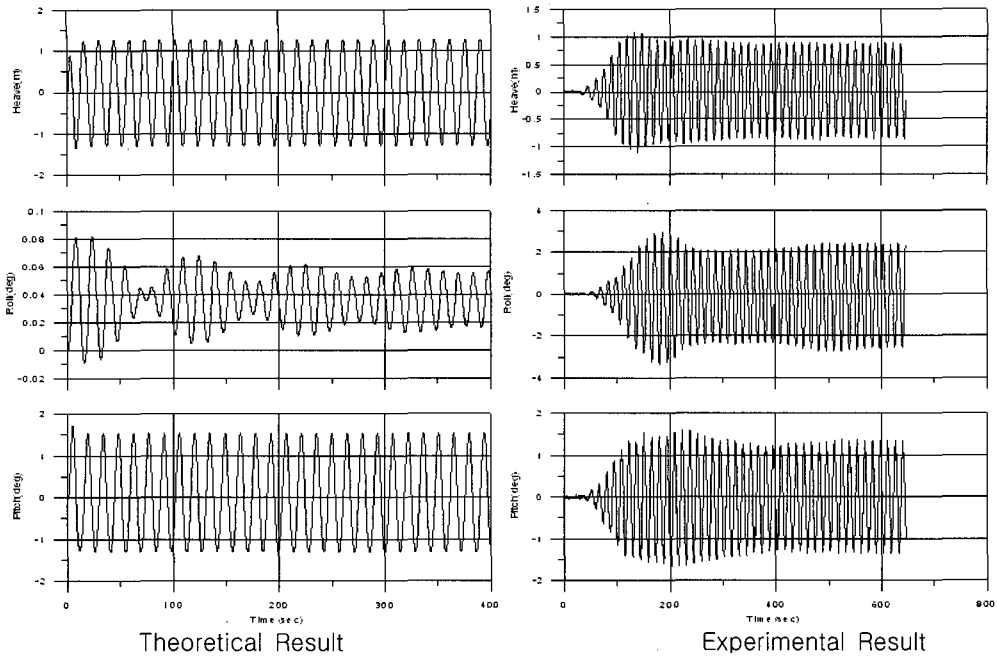 2
1
0
-1
-2
Heave(m)
1.5
1
0.5
0
-0.5
-1
-1.5
Heave(m)
0.1
0.08
0.06
0.04
0.02
0
-0.02
Roll(deg)
4
2
0
-2
-4
Roll(deg)
2
1
0
-1
-2
Pitch(deg)
0 100 200 300 400
Time(sec)
2
1
0
-1
-2
Pitch(deg)
0 200 400 600 800
Time(sec)
Theoretical Result
Experimental Result